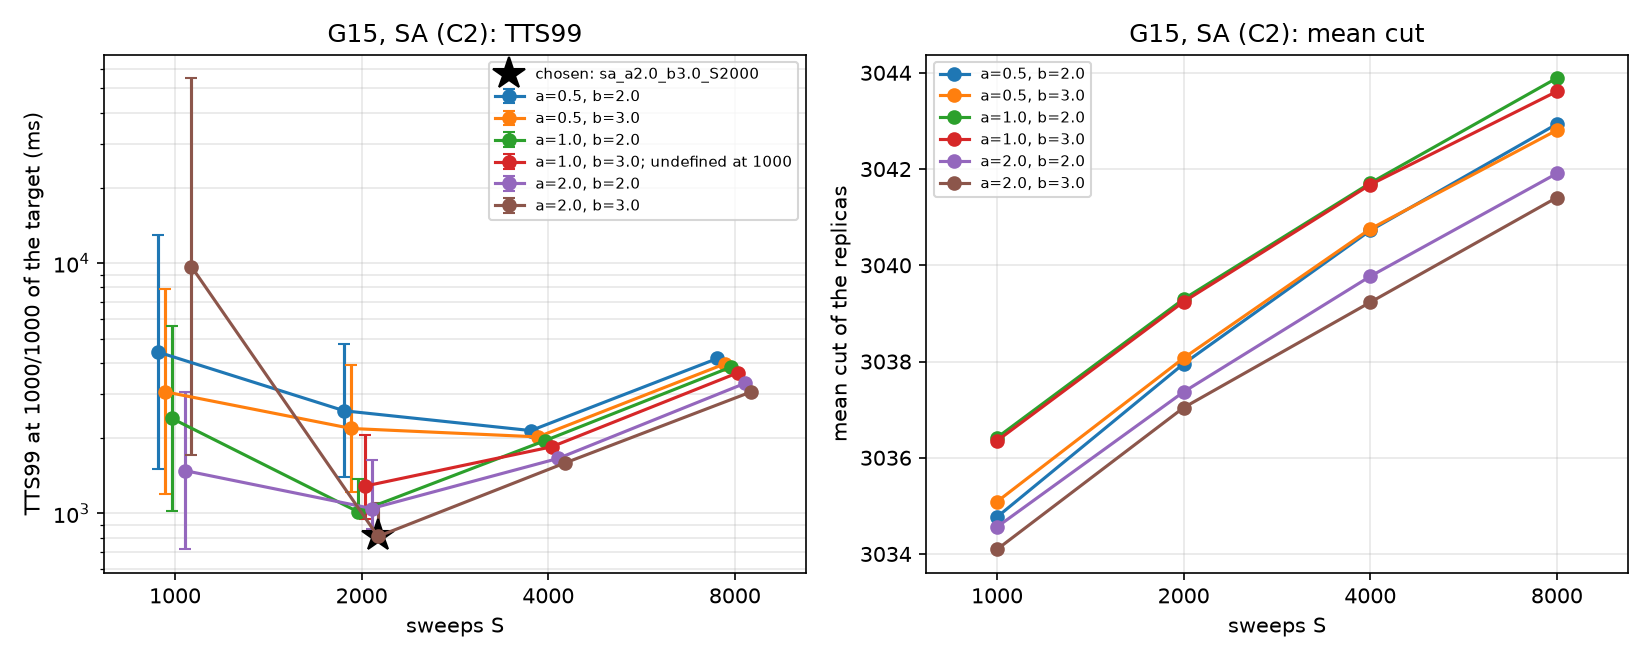 G15, SA (C2): TTS99
TTS99 at 1000/1000 of the target (ms)
10^4
10^3
chosen: sa_a2.0_b3.0_S2000
a=0.5, b=2.0
a=0.5, b=3.0
a=1.0, b=2.0
a=1.0, b=3.0; undefined at 1000
a=2.0, b=2.0
a=2.0, b=3.0
1000 2000 4000 8000
sweeps S
G15, SA (C2): mean cut
mean cut of the replicas
3044
3042
3040
3038
3036
3034
a=0.5, b=2.0
a=0.5, b=3.0
a=1.0, b=2.0
a=1.0, b=3.0
a=2.0, b=2.0
a=2.0, b=3.0
1000 2000 4000 8000
sweeps S